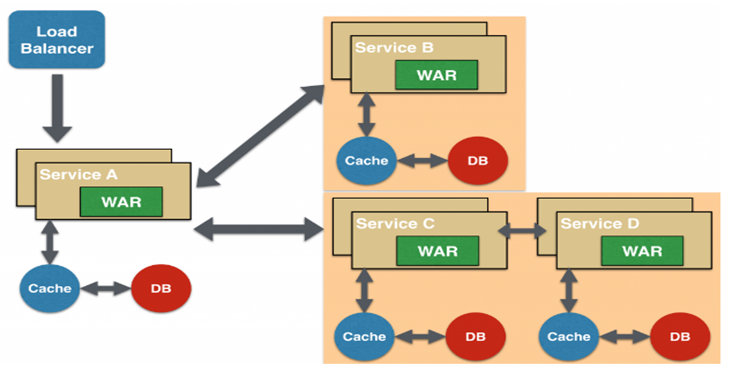 Load
Balancer
Service A
WAR
Cache
DB
Service B
WAR
Cache
DB
Service C
WAR
Cache
DB
Service D
WAR
Cache
DB